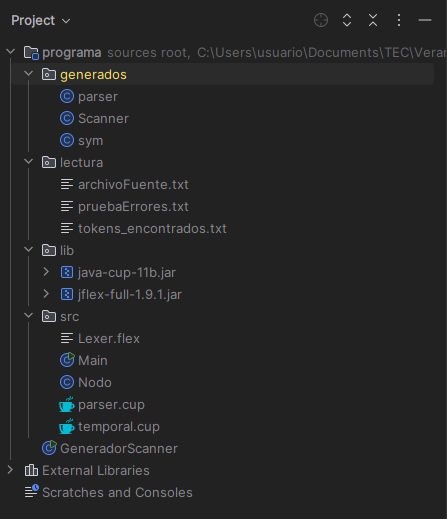 Project
programa sources root, C:\Users\usuario\Documents\TEC\Vera
generados
parser
Scanner
sym
lectura
archivoFuente.txt
pruebaErrores.txt
tokens_encontrados.txt
lib
java-cup-11b.jar
jflex-full-1.9.1.jar
src
Lexer.flex
Main
Nodo
parser.cup
temporal.cup
GeneradorScanner
External Libraries
Scratches and Consoles